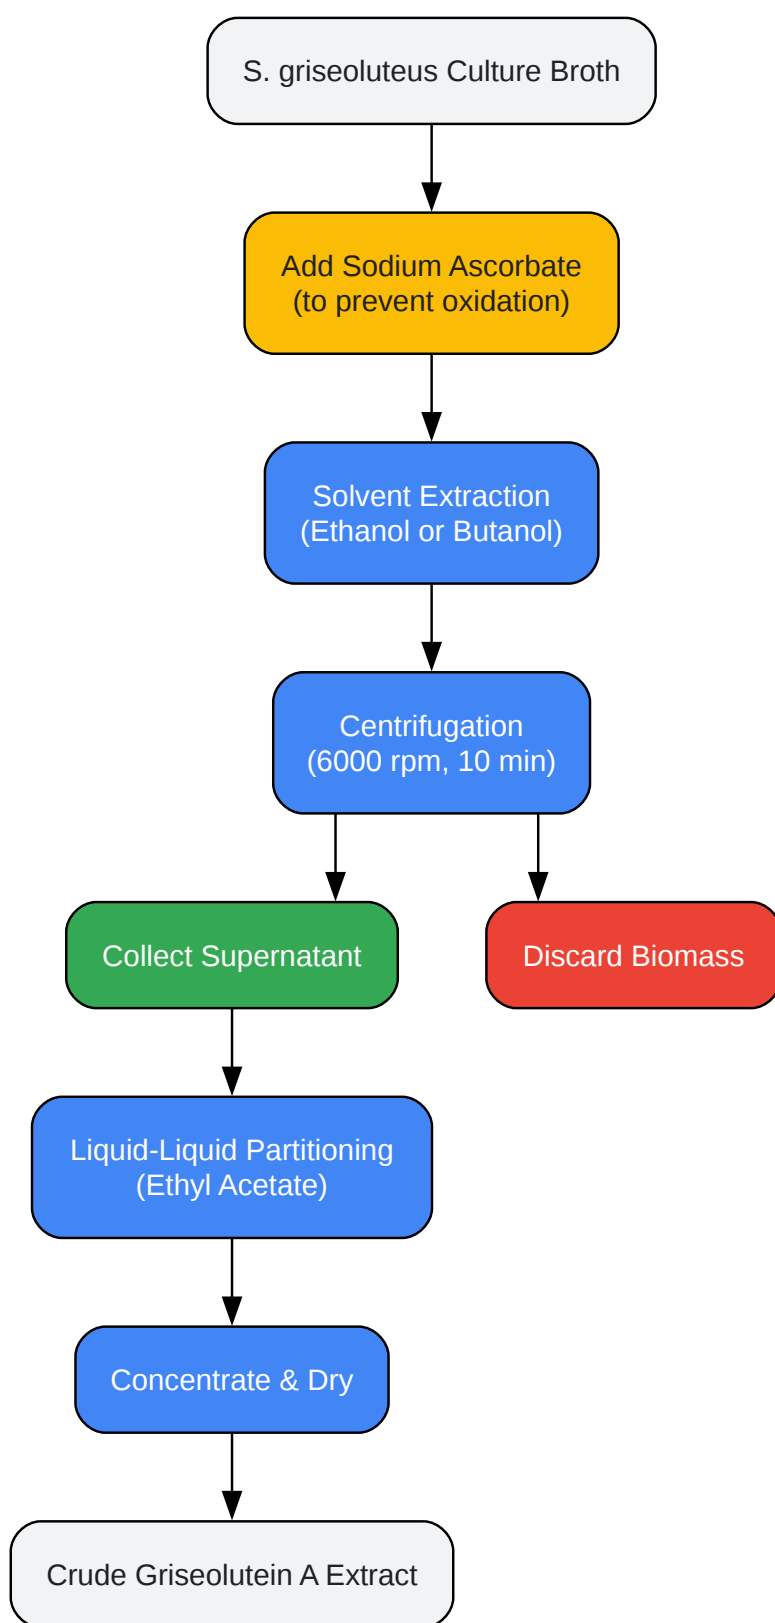 S. griseoluteus Culture Broth
Add Sodium Ascorbate
(to prevent oxidation)
Solvent Extraction
(Ethanol or Butanol)
Centrifugation
(6000 rpm, 10 min)
Collect Supernatant
Discard Biomass
Liquid-Liquid Partitioning
(Ethyl Acetate)
Concentrate & Dry
Crude Griseolutein A Extract